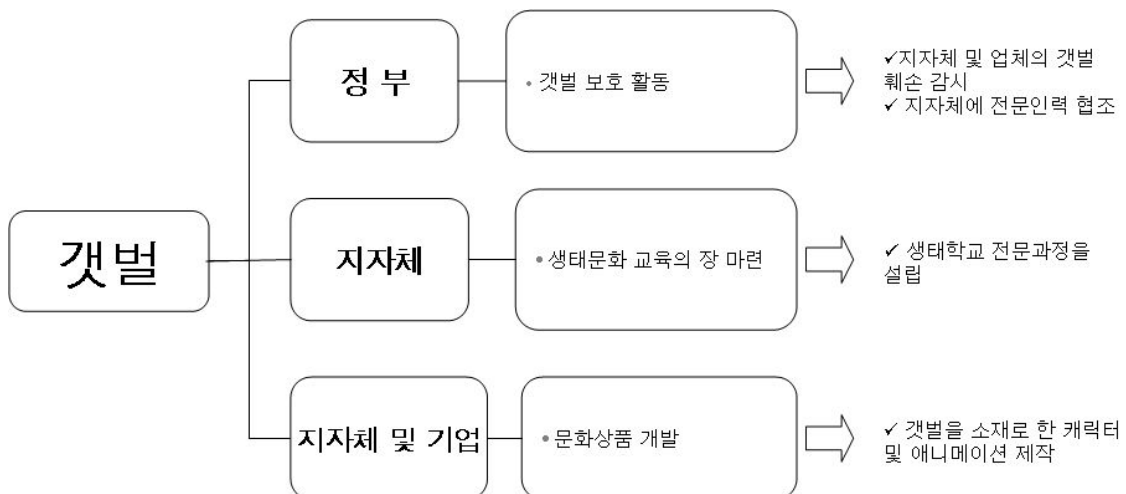 갯벌
정 부
• 갯벌 보호 활동
✓지자체 및 업체의 갯벌
훼손 감시
✓ 지자체에 전문인력 협조
지자체
• 생태문화 교육의 장 마련
✓ 생태학교 전문과정을
설립
지자체 및 기업
• 문화상품 개발
✓ 갯벌을 소재로 한 캐릭터
및 애니메이션 제작